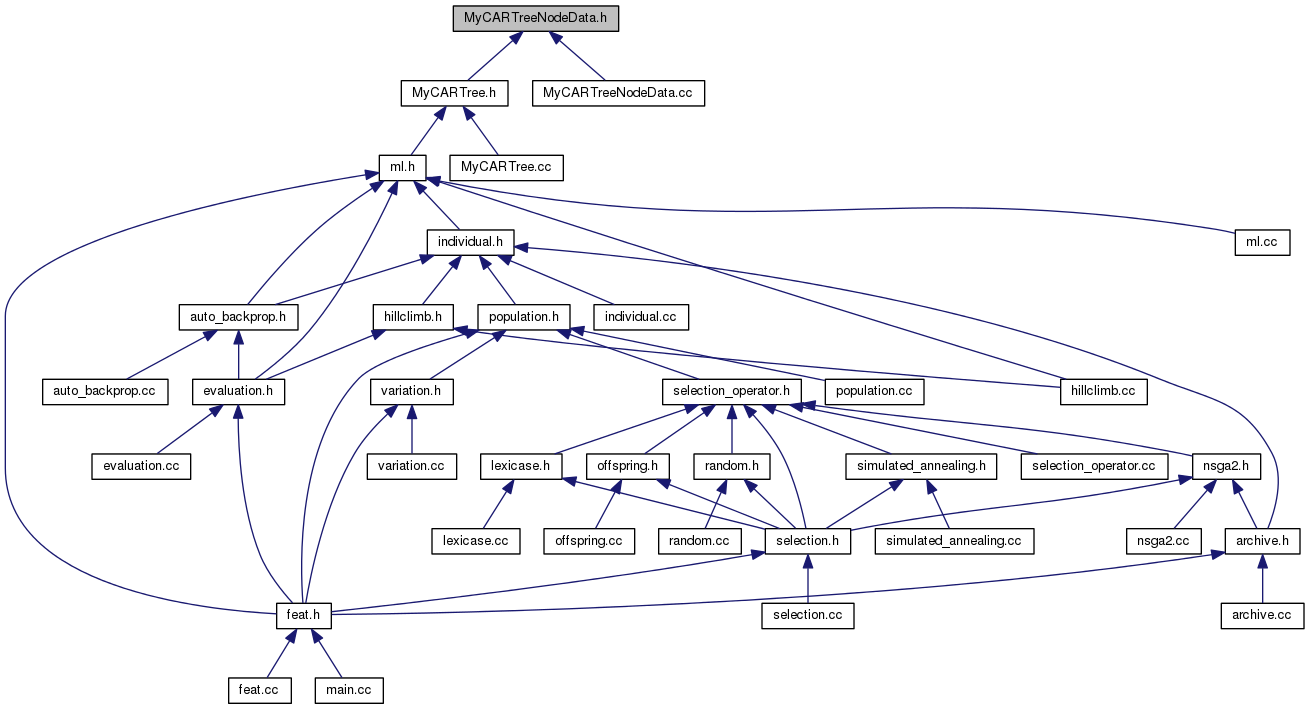 MyCARTreeNodeData.h
MyCARTree.h
MyCARTreeNodeData.cc
ml.h
MyCARTree.cc
individual.h
ml.cc
auto_backprop.h
hillclimb.h
population.h
individual.cc
auto_backprop.cc
evaluation.h
variation.h
selection_operator.h
population.cc
hillclimb.cc
evaluation.cc
variation.cc
lexicase.h
offspring.h
random.h
simulated_annealing.h
selection_operator.cc
nsga2.h
lexicase.cc
offspring.cc
random.cc
selection.h
simulated_annealing.cc
nsga2.cc
archive.h
feat.h
selection.cc
archive.cc
feat.cc
main.cc